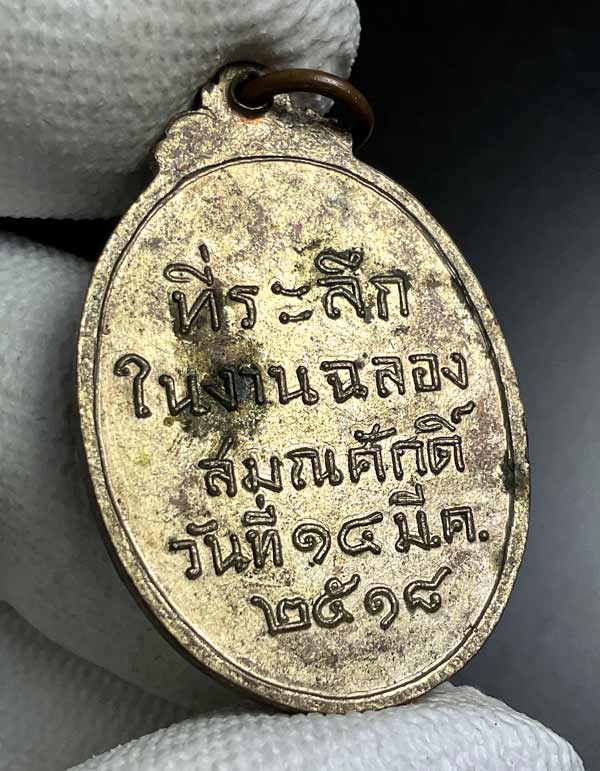 ที่ระลึก
ในงานฉลอง
สมณศักดิ์
วันที่ ๑๔ มี.ค.
๒๕๑๘